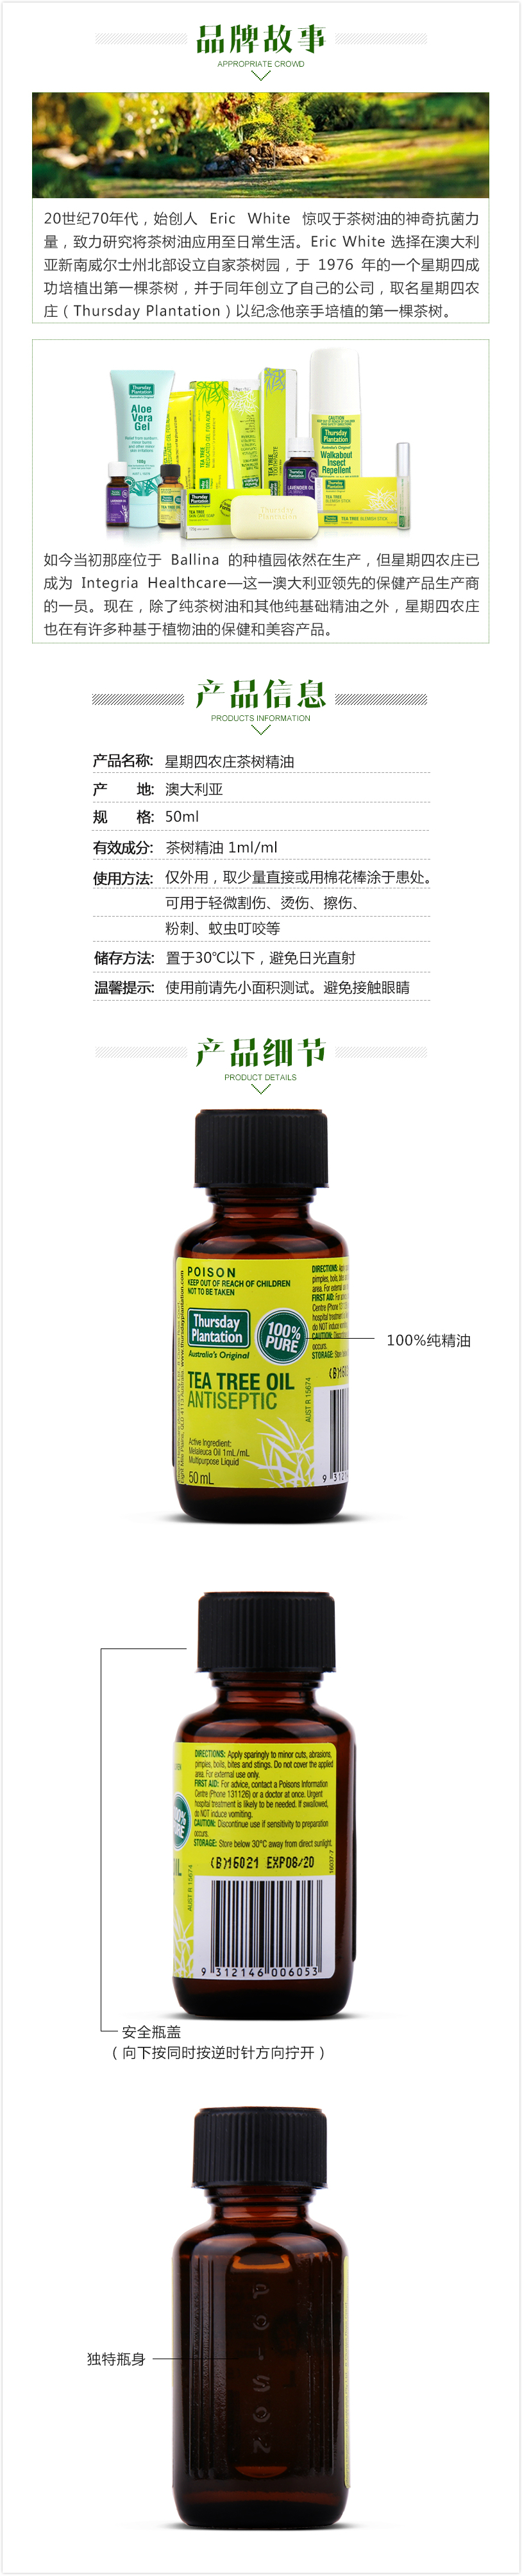 品牌故事
APPROPRIATE CROWD
20世纪70年代，始创人 Eric White 惊叹于茶树油的神奇抗菌力
量，致力研究将茶树油应用至日常生活。Eric White 选择在澳大利
亚新南威尔士州北部设立自家茶树园，于 1976 年的一个星期四成
功培植出第一棵茶树，并于同年创立了自己的公司，取名星期四农
庄（Thursday Plantation）以纪念他亲手培植的第一棵茶树。
Thursday
Plantation
Aloe
Vera
Gel
Thursday
Plantation
Walkabout
Insect
Repellent
如今当初那座位于 Ballina 的种植园依然在生产，但星期四农庄已
成为 Integria Healthcare—这一澳大利亚领先的保健产品生产商
的一员。现在，除了纯茶树油和其他纯基础精油之外，星期四农庄
也在有许多种基于植物油的保健和美容产品。
产品信息
PRODUCTS INFORMATION
产品名称: 星期四农庄茶树精油
产 地: 澳大利亚
规 格: 50ml
有效成分: 茶树精油 1ml/ml
使用方法: 仅外用，取少量直接或用棉花棒涂于患处。
可用于轻微割伤、烫伤、擦伤、
粉刺、蚊虫叮咬等
储存方法: 置于30℃以下，避免日光直射
温馨提示: 使用前请先小面积测试。避免接触眼睛
产品细节
PRODUCT DETAILS
POISON
KEEP OUT OF REACH OF CHILDREN
NOT TO BE TAKEN
Thursday
Plantation
Australia's Original
100%
PURE
TEA TREE OIL
ANTISEPTIC
Active Ingredient:
Melaleuca Oil 1mL/mL
Multipurpose Liquid
50 mL
AUST R 15674
100%纯精油
DIRECTIONS: Apply sparingly to minor cuts, abrasions,
pimples, boils, bites and stings. Do not cover the applied
area. For external use only.
FIRST AID: For advice, contact a Poisons Information
Centre (Phone 131126) or a doctor at once. Urgent
hospital treatment is likely to be needed. If swallowed,
do NOT induce vomiting.
CAUTION: Discontinue use if sensitivity to preparation
occurs.
STORAGE: Store below 30°C away from direct sunlight.
(B)16021 EXP08/20
AUST R 15674
16037-7
9 312146 006053
安全瓶盖
（向下按同时按逆时针方向拧开）
独特瓶身
POISON